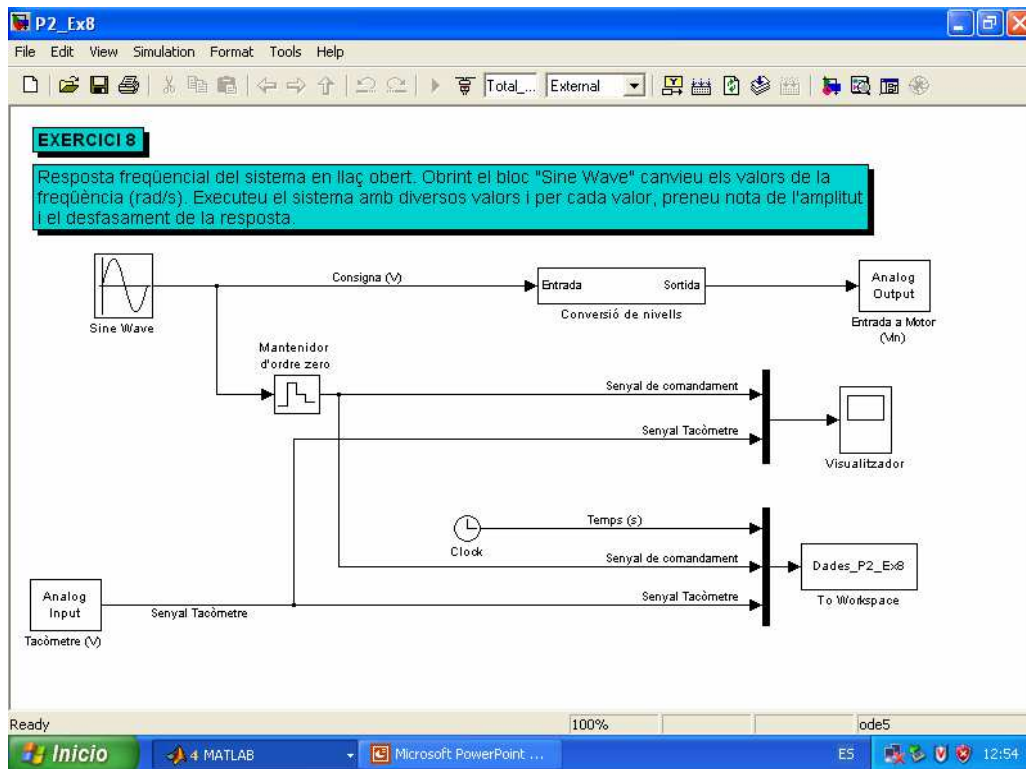 P2_Ex8
File Edit View Simulation Format Tools Help
Total_... External
EXERCICI 8
Resposta freqüencial del sistema en llaç obert. Obrint el bloc "Sine Wave" canvieu els valors de la
freqüència (rad/s). Executeu el sistema amb diversos valors i per cada valor, preneu nota de l'amplitut
i el desfasament de la resposta.
Sine Wave
Consigna (V)
Entrada Sortida
Conversió de nivells
Analog
Output
Entrada a Motor
(Vin)
Mantenidor
d'ordre zero
Senyal de comandament
Senyal Tacòmetre
Visualitzador
Clock
Temps (s)
Senyal de comandament
Senyal Tacòmetre
Dades_P2_Ex8
To Workspace
Analog
Input
Tacòmetre (V)
Senyal Tacòmetre
Ready 100% ode5
Inicio 4 MATLAB Microsoft PowerPoint ... ES 12:54